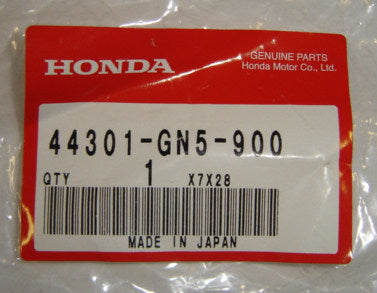 HONDA
GENUINE PARTS
Honda Motor Co., Ltd.
44301-GN5-900
QTY 1 X7X28
MADE IN JAPAN